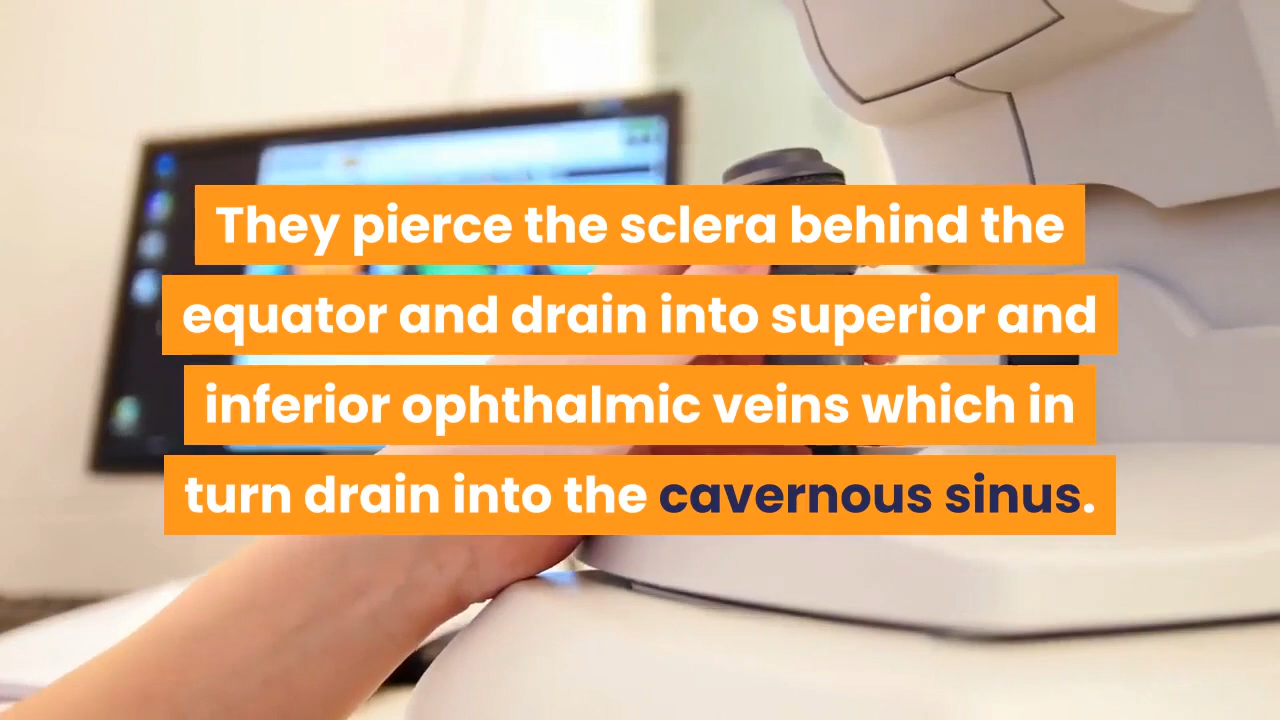 They pierce the sclera behind the
equator and drain into superior and
inferior ophthalmic veins which in
turn drain into the cavernous sinus.